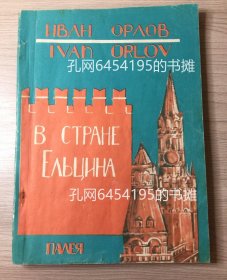 ИВАН ОРЛОВ
IVAN ORLOV
孔网6454195的书摊
В СТРАНЕ
ЕЛЬЦИНА
孔网6454195的书摊
ПАЛЕЯ